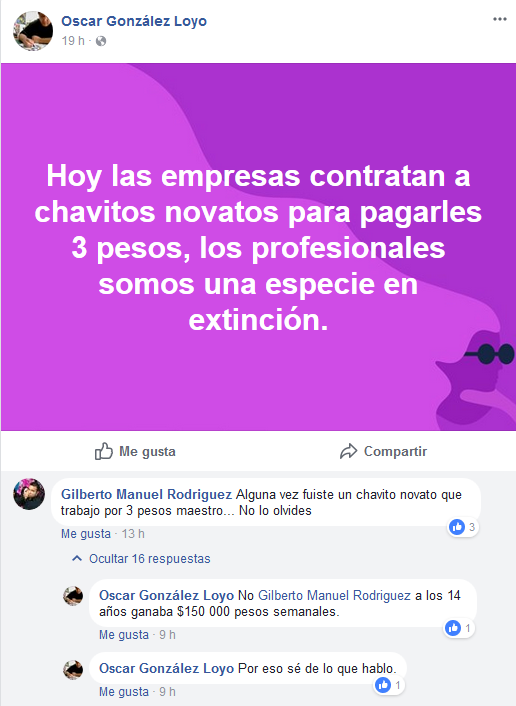 Oscar González Loyo
19 h ·
Hoy las empresas contratan a
chavitos novatos para pagarles
3 pesos, los profesionales
somos una especie en
extinción.
Me gusta
Compartir
Gilberto Manuel Rodriguez Alguna vez fuiste un chavito novato que
trabajo por 3 pesos maestro... No lo olvides
3
Me gusta · 13 h
Ocultar 16 respuestas
Oscar González Loyo No Gilberto Manuel Rodriguez a los 14
años ganaba $150 000 pesos semanales.
1
Me gusta · 9 h
Oscar González Loyo Por eso sé de lo que hablo.
1
Me gusta · 9 h